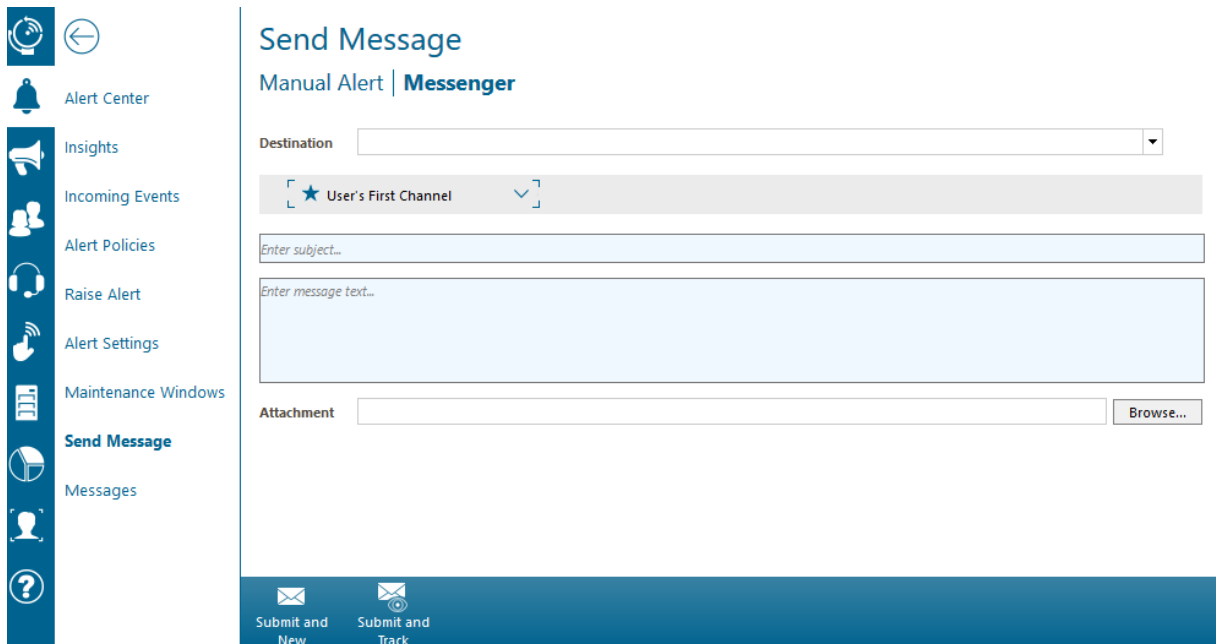 Alert Center
Insights
Incoming Events
Alert Policies
Raise Alert
Alert Settings
Maintenance Windows
Send Message
Messages
Send Message
Manual Alert | Messenger
Destination
User's First Channel
Enter subject...
Enter message text...
Attachment
Browse...
Submit and
New
Submit and
Track